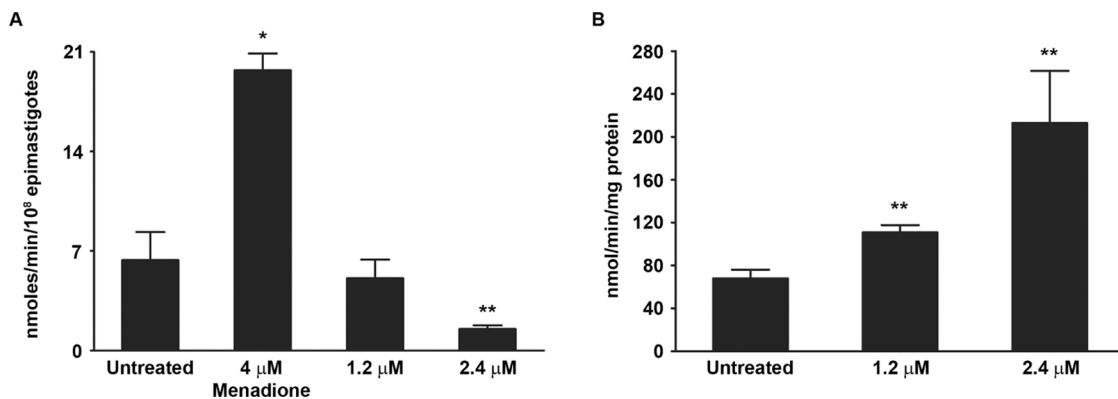 A
nmoles/min/10⁸ epimastigotes
21
14
7
0
*
**
Untreated
4 μM
1.2 μM
2.4 μM
Menadione
B
nmol/min/mg protein
280
240
200
160
120
80
40
0
**
**
Untreated
1.2 μM
2.4 μM